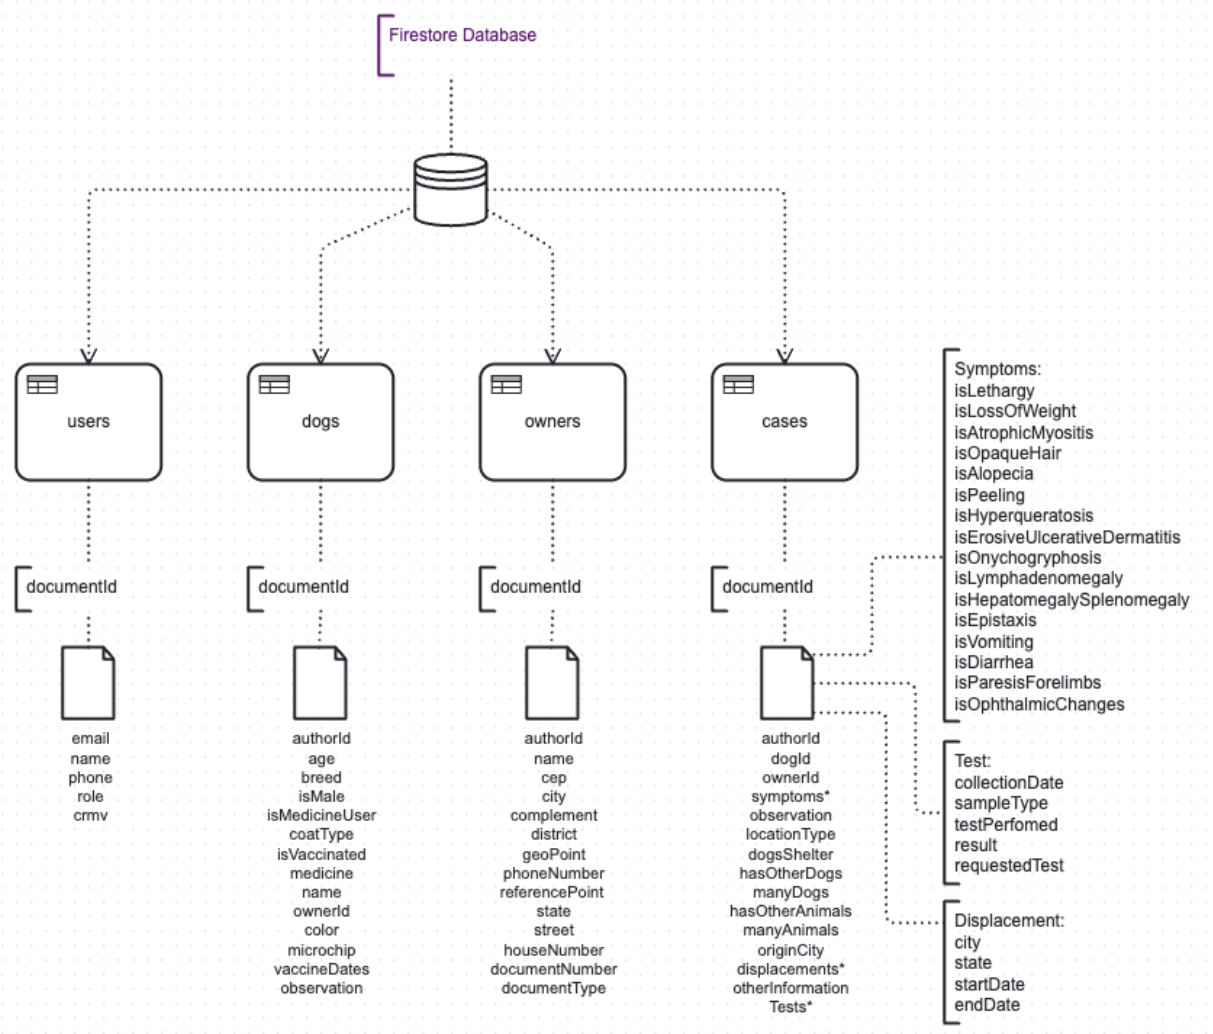 Firestore Database
users
dogs
owners
cases
documentId
documentId
documentId
documentId
email
name
phone
role
crmv
authorId
age
breed
isMale
isMedicineUser
coatType
isVaccinated
medicine
name
ownerId
color
microchip
vaccineDates
observation
authorId
name
cep
city
complement
district
geoPoint
phoneNumber
referencePoint
state
street
houseNumber
documentNumber
documentType
authorId
dogId
ownerId
symptoms*
observation
locationType
dogsShelter
hasOtherDogs
manyDogs
hasOtherAnimals
manyAnimals
originCity
displacements*
otherInformation
Tests*
Symptoms:
isLethargy
isLossOfWeight
isAtrophicMyositis
isOpaqueHair
isAlopecia
isPeeling
isHyperqueratosis
isErosiveUlcerativeDermatitis
isOnychogryphosis
isLymphadenomegaly
isHepatomegalySplenomegaly
isEpistaxis
isVomiting
isDiarrhea
isParesisForelimbs
isOphthalmicChanges
Test:
collectionDate
sampleType
testPerfomed
result
requestedTest
Displacement:
city
state
startDate
endDate